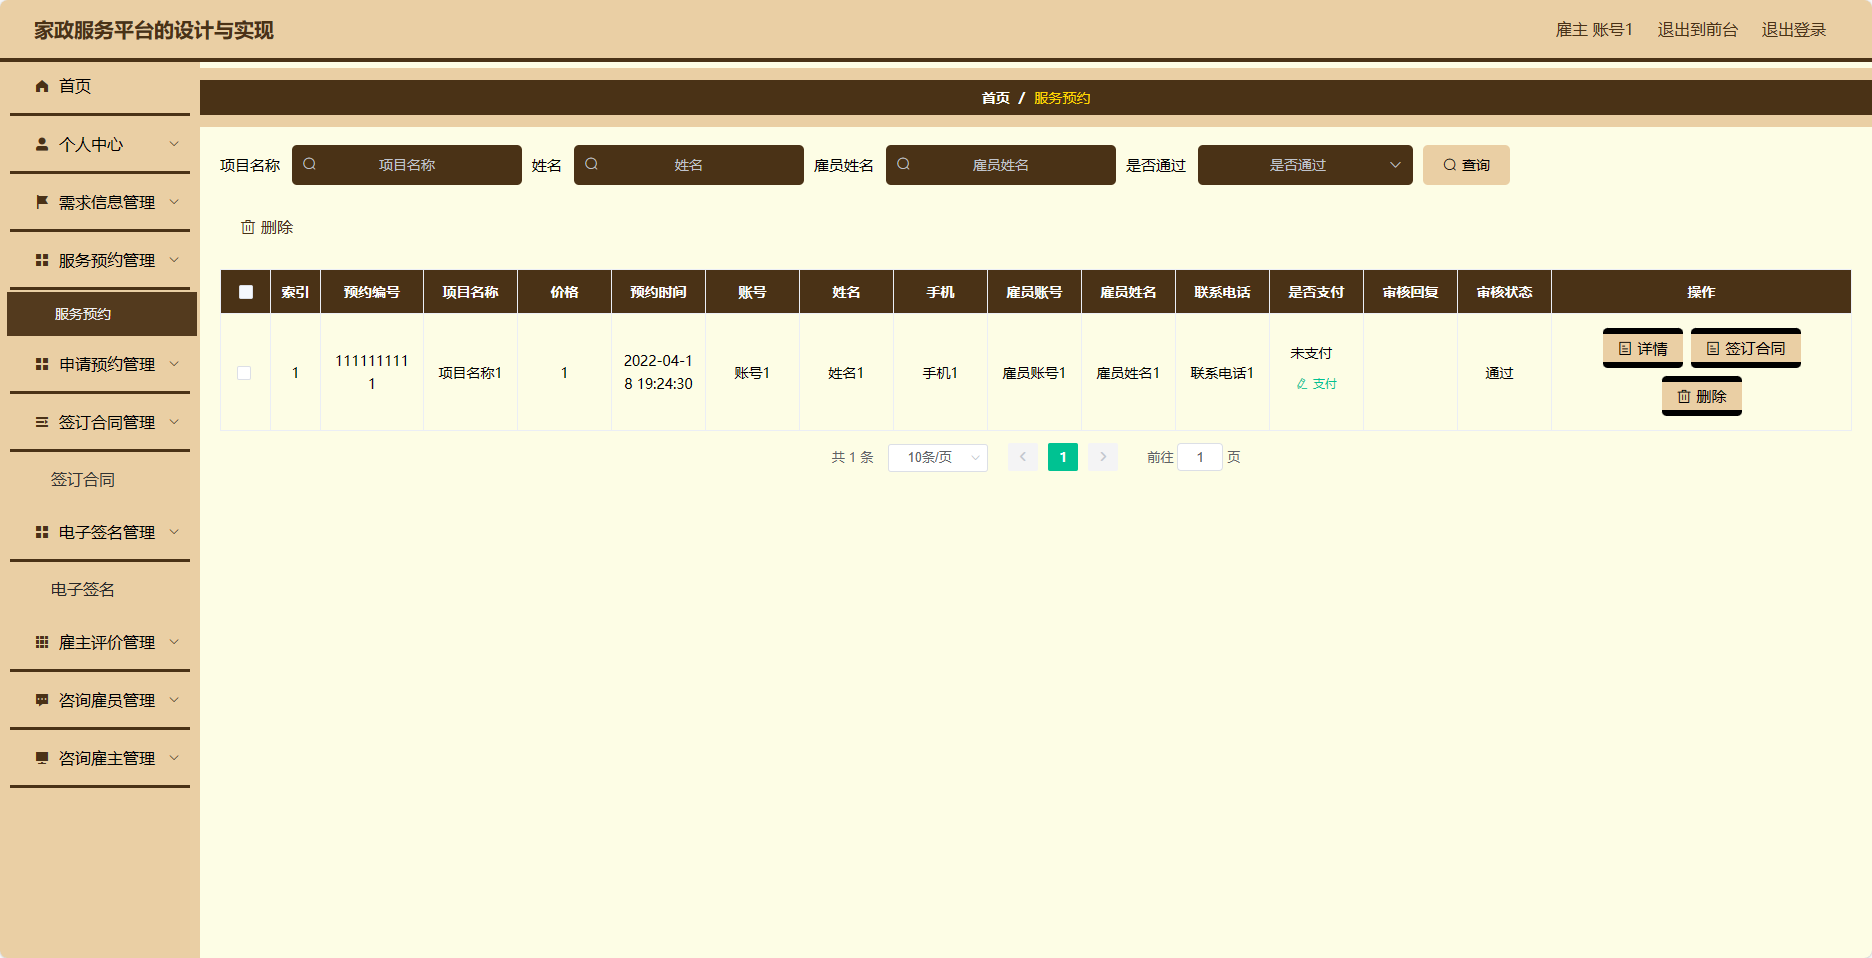 家政服务平台的设计与实现
雇主 账号1 退出到前台 退出登录
首页
个人中心
需求信息管理
服务预约管理
服务预约
申请预约管理
签订合同管理
签订合同
电子签名管理
电子签名
雇主评价管理
咨询雇员管理
咨询雇主管理
首页 / 服务预约
项目名称 项目名称 姓名 姓名 雇员姓名 雇员姓名 是否通过 是否通过 查询
删除
索引 预约编号 项目名称 价格 预约时间 账号 姓名 手机 雇员账号 雇员姓名 联系电话 是否支付 审核回复 审核状态 操作
1 111111111
1 项目名称1 1 2022-04-1
8 19:24:30 账号1 姓名1 手机1 雇员账号1 雇员姓名1 联系电话1 未支付
支付 通过 详情 签订合同
删除
共 1 条 10条/页 1 前往 1 页